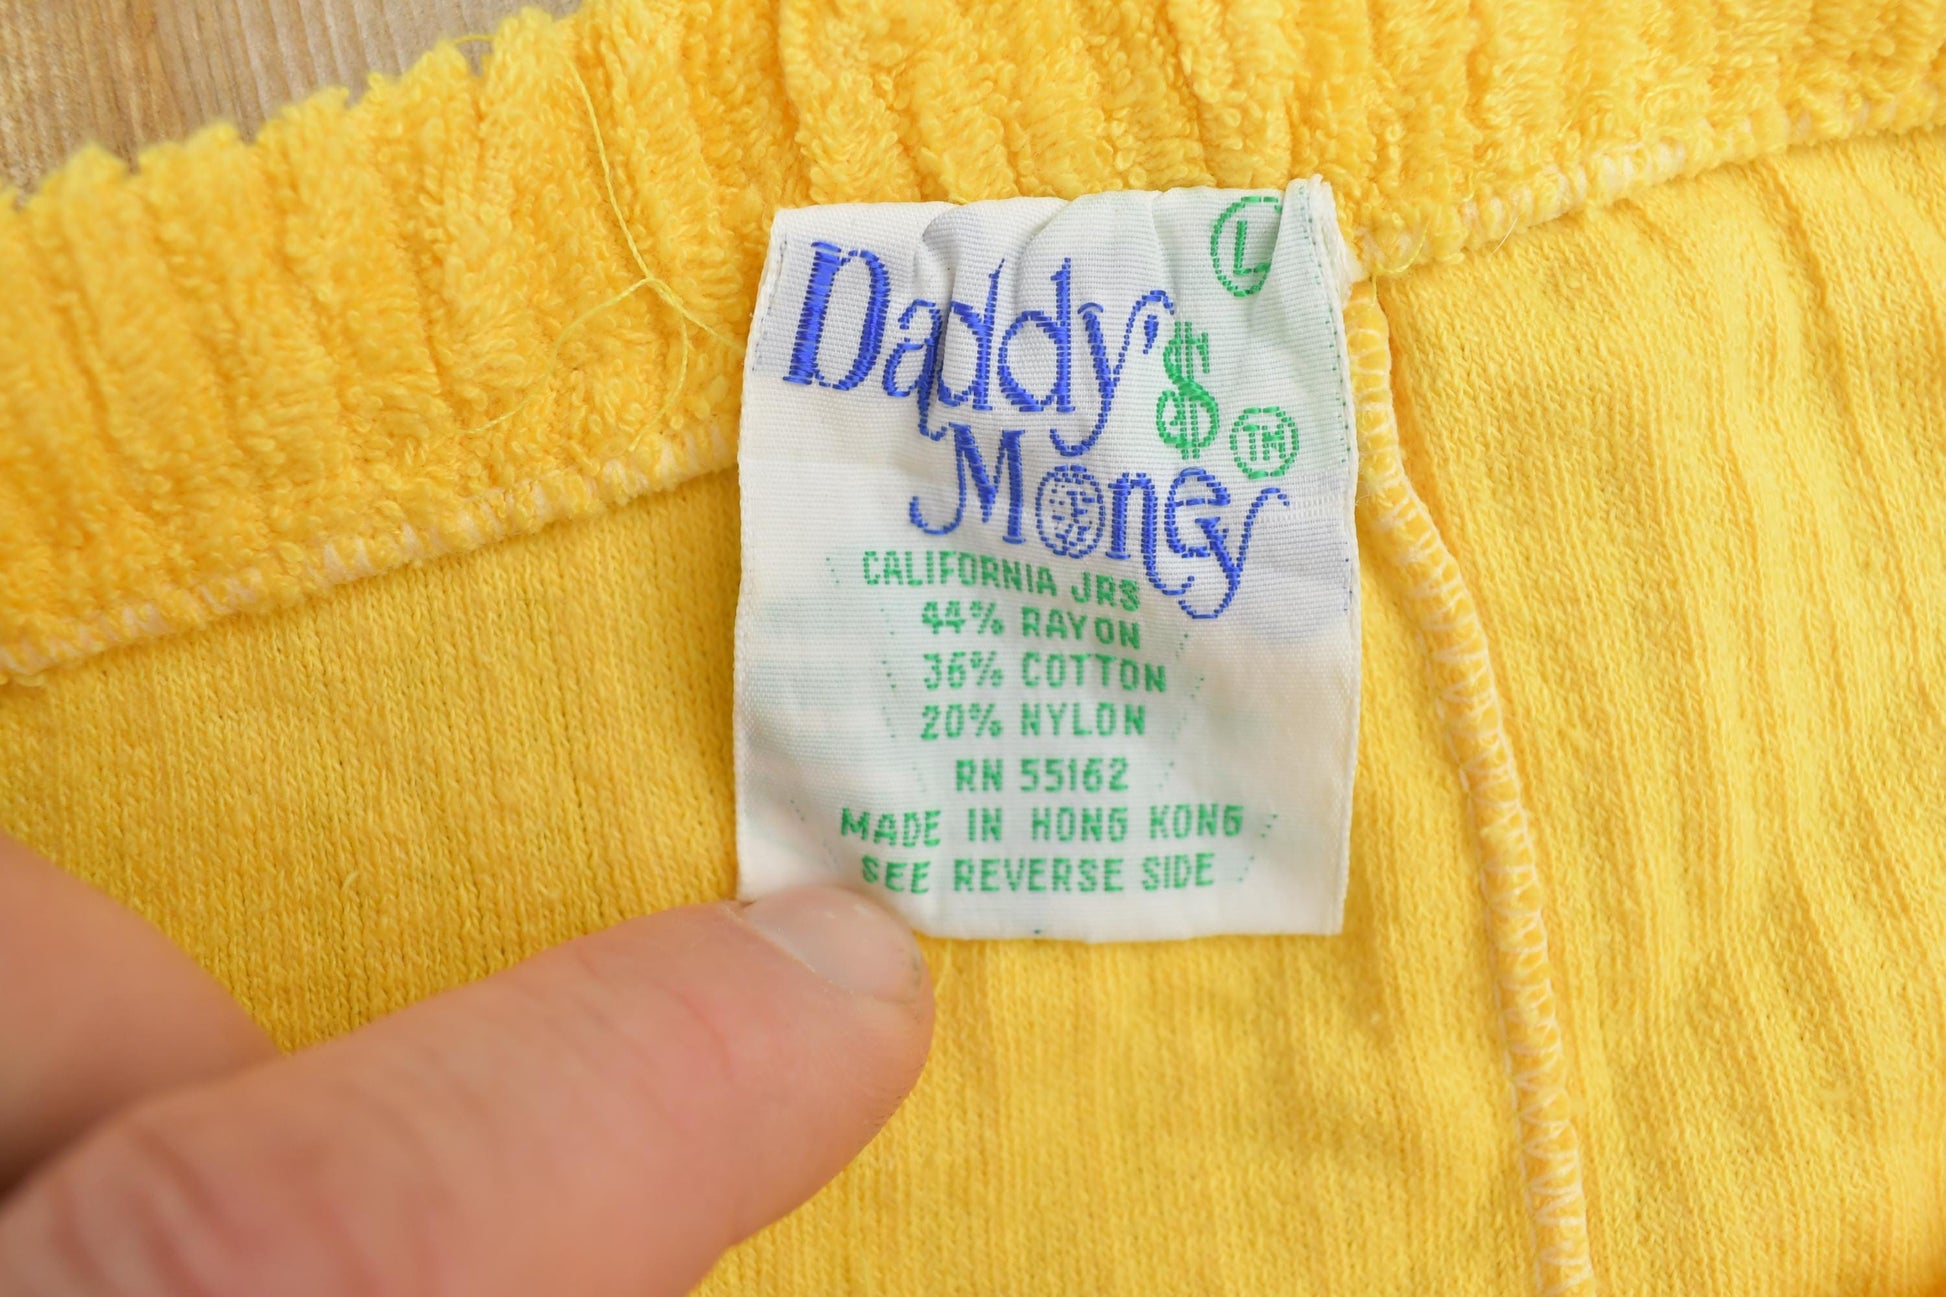 L
Daddy'$
Money TM
CALIFORNIA JRS
44% RAYON
36% COTTON
20% NYLON
RN 55162
MADE IN HONG KONG
SEE REVERSE SIDE